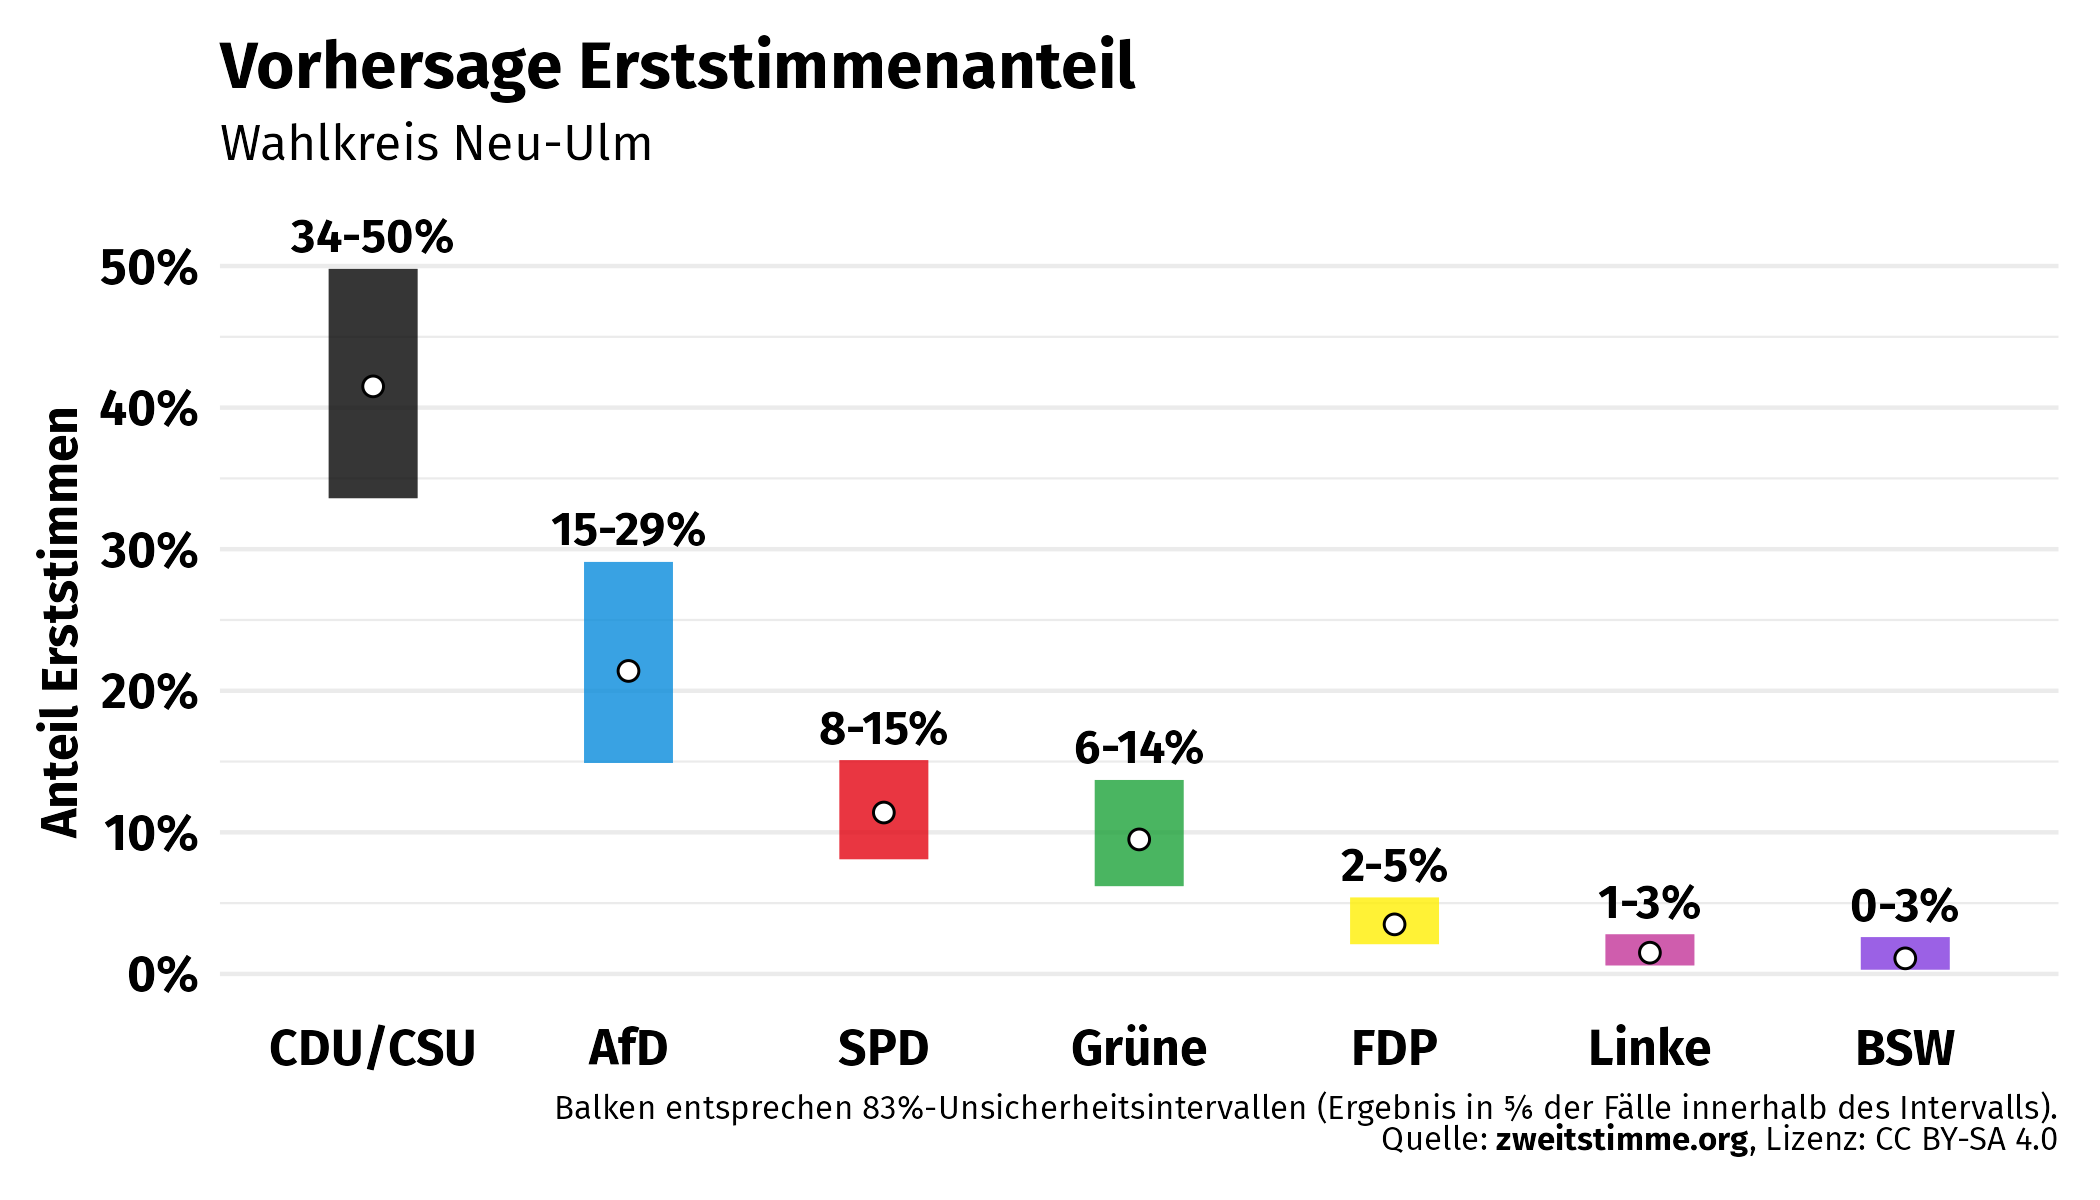 Vorhersage Erststimmenanteil
Wahlkreis Neu-Ulm
Anteil Erststimmen
50%
40%
30%
20%
10%
0%
34-50%
15-29%
8-15%
6-14%
2-5%
1-3%
0-3%
CDU/CSU AfD SPD Grüne FDP Linke BSW
Balken entsprechen 83%-Unsicherheitsintervallen (Ergebnis in ⅚ der Fälle innerhalb des Intervalls).
Quelle: zweitstimme.org, Lizenz: CC BY-SA 4.0